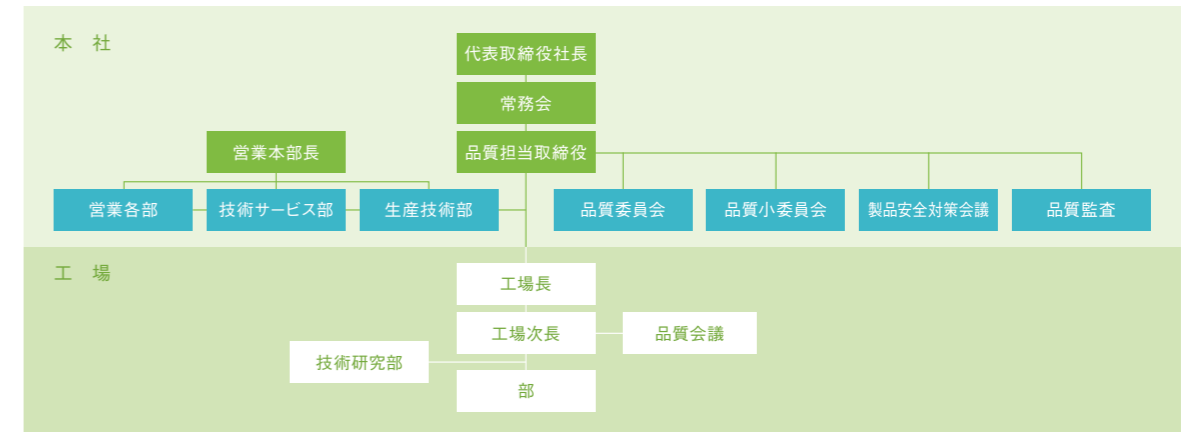 本 社
代表取締役社長
常務会
営業本部長
品質担当取締役
営業各部
技術サービス部
生産技術部
品質委員会
品質小委員会
製品安全対策会議
品質監査
工 場
工場長
工場次長
品質会議
技術研究部
部